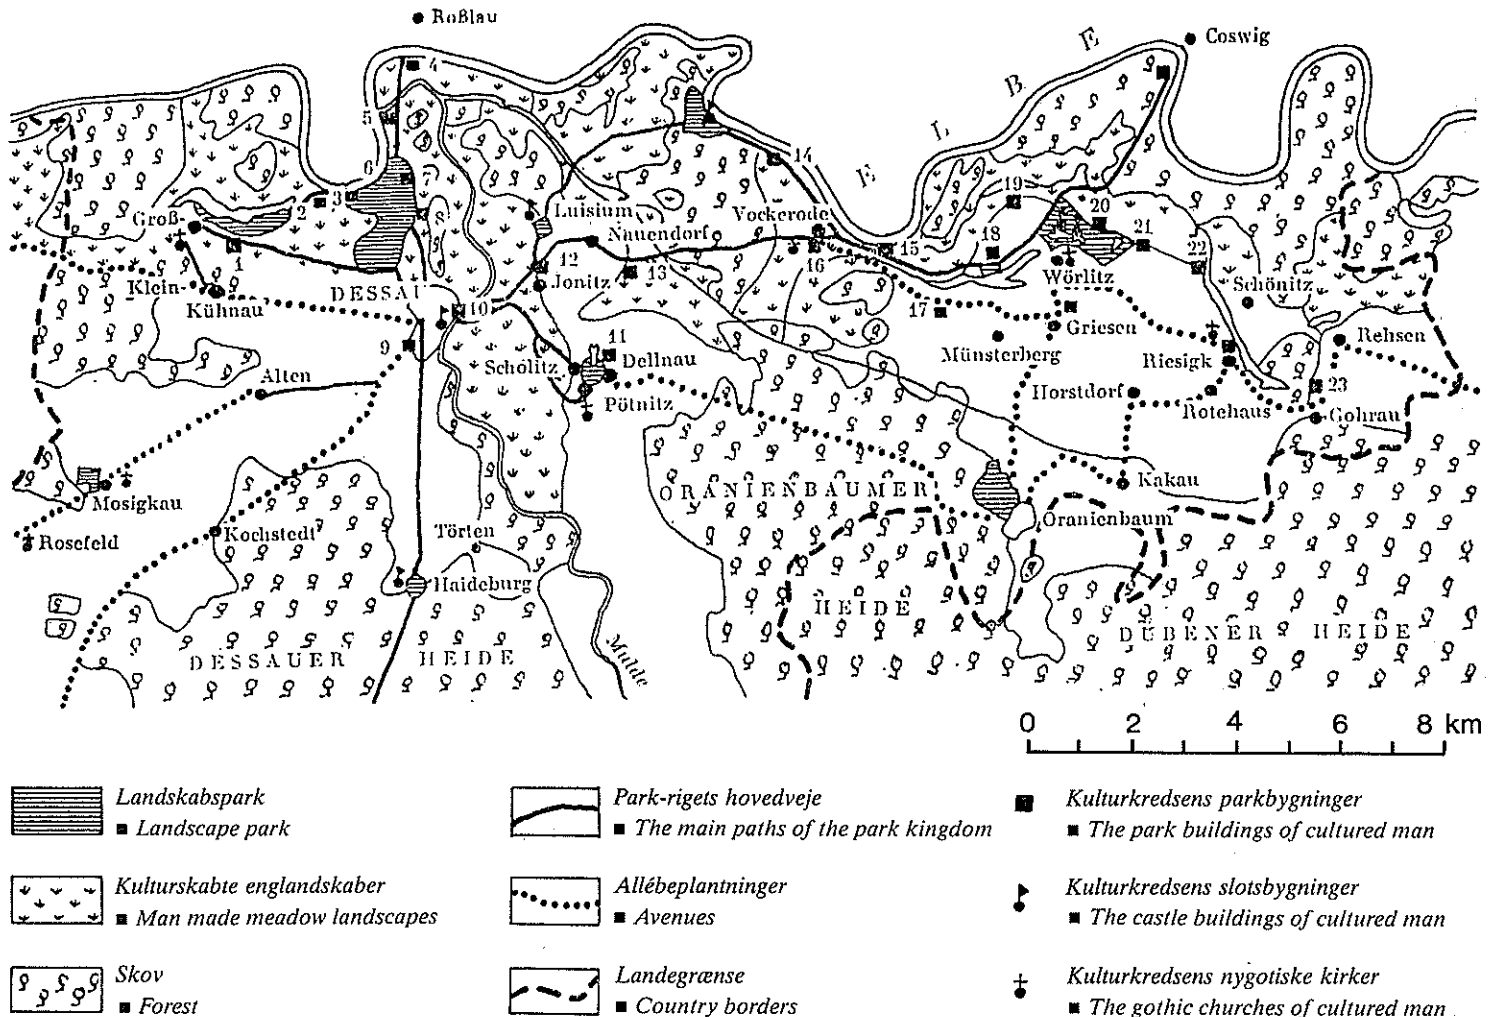 Roßlau
Coswig
E L B E
4
5
6
7
14
3
2
8
19
Groß-
Luisium
Vockerode
20
Nauendorf
15
18
21
1
12
16
22
Klein-
13
Wörlitz
DESSAU
Jonitz
Schönitz
Kühnau
10
17
Griesen
11
Rehsen
9
Schölitz
Dellnau
Münsterberg
Riesigk
Alten
Horstdorf
23
Pötnitz
Rotehaus
Gohrau
ORANIENBAUMER
Kakau
Mosigkau
Oranienbaum
Rosefeld
Kochstedt
Törten
Haideburg
HEIDE
DÜBENER HEIDE
DESSAUER HEIDE
Mulde
0 2 4 6 8 km
Landskabspark
Landscape park
Park-rigets hovedveje
The main paths of the park kingdom
Kulturkredsens parkbygninger
The park buildings of cultured man
Kulturskabte englandskaber
Man made meadow landscapes
Allébeplantninger
Avenues
Kulturkredsens slotsbygninger
The castle buildings of cultured man
Skov
Forest
Landegrænse
Country borders
Kulturkredsens nygotiske kirker
The gothic churches of cultured man